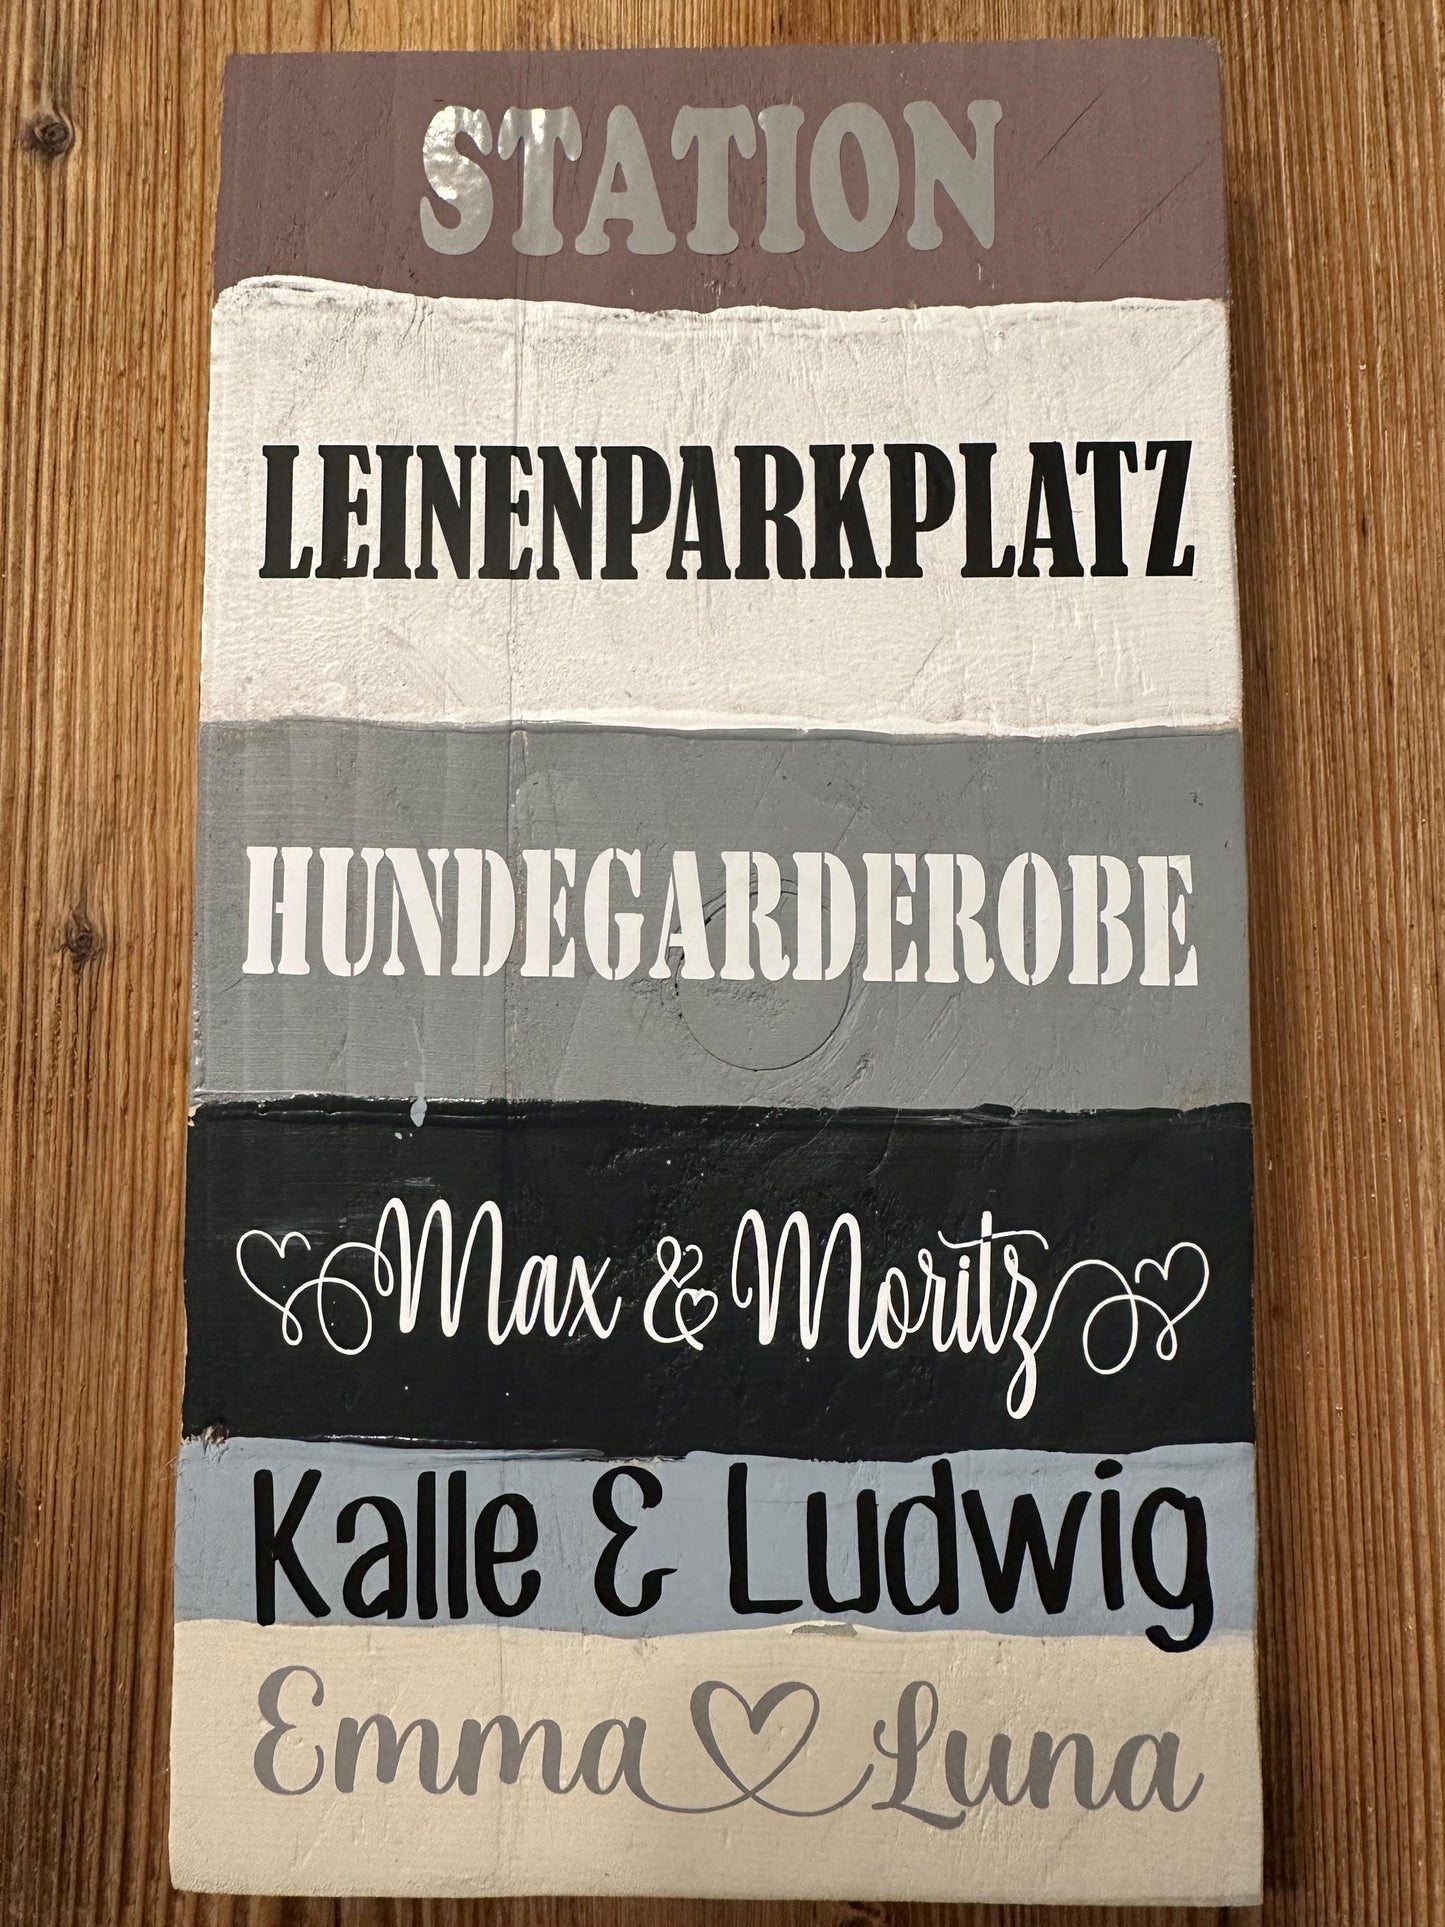 STATION
LEINENPARKPLATZ
HUNDEGARDEROBE
Max & Moritz
Kalle & Ludwig
Emma Luna